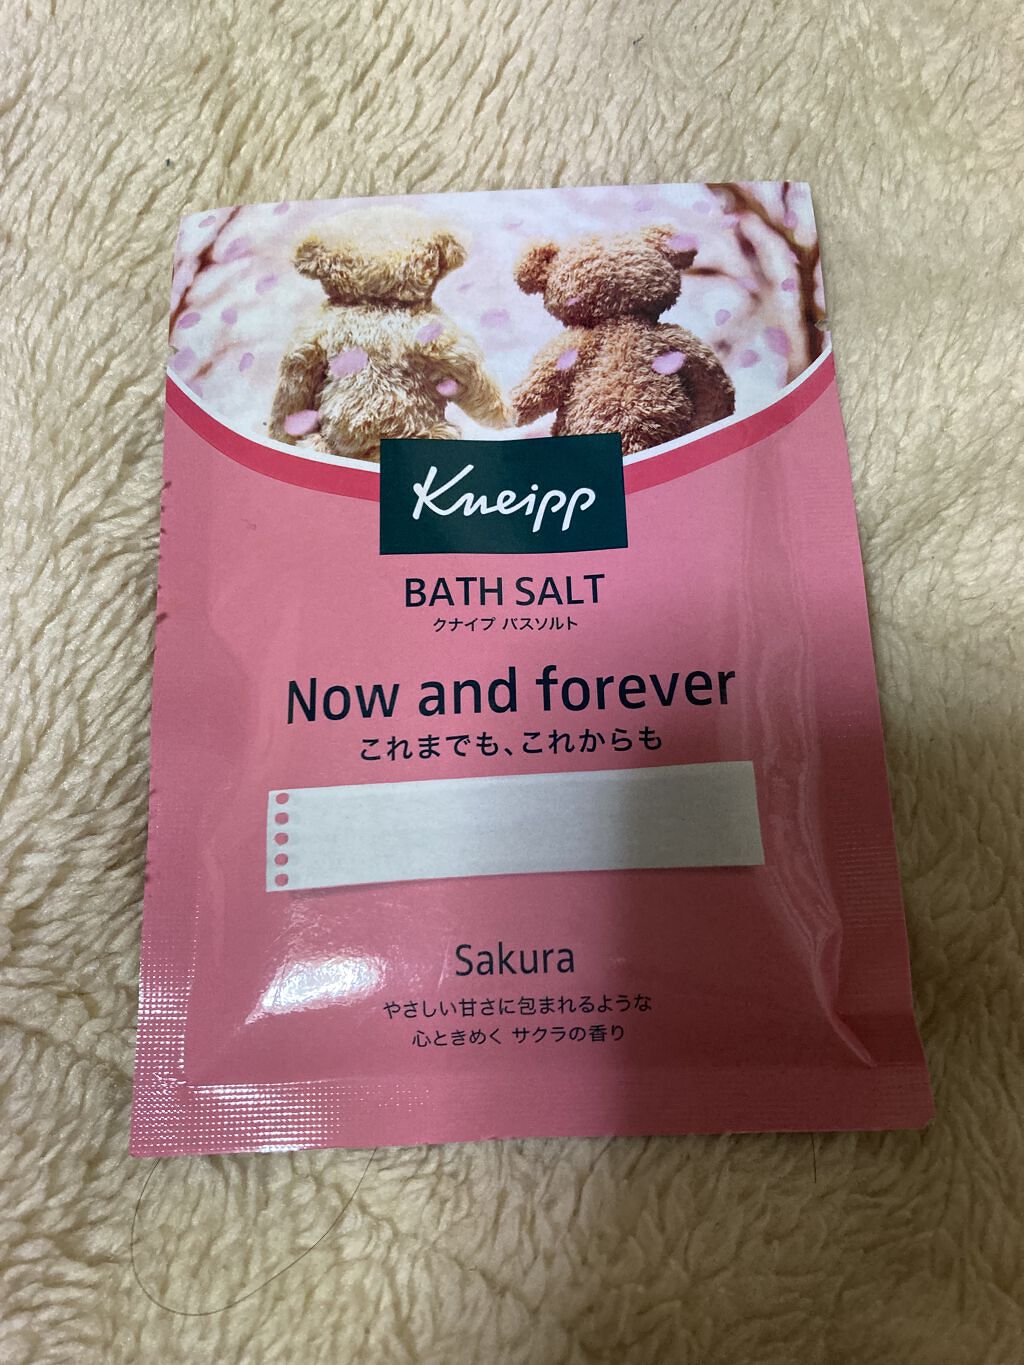 Kneipp
BATH SALT
クナイプ バスソルト
Now and forever
これまでも、これからも
Sakura
やさしい甘さに包まれるような
心ときめく サクラの香り